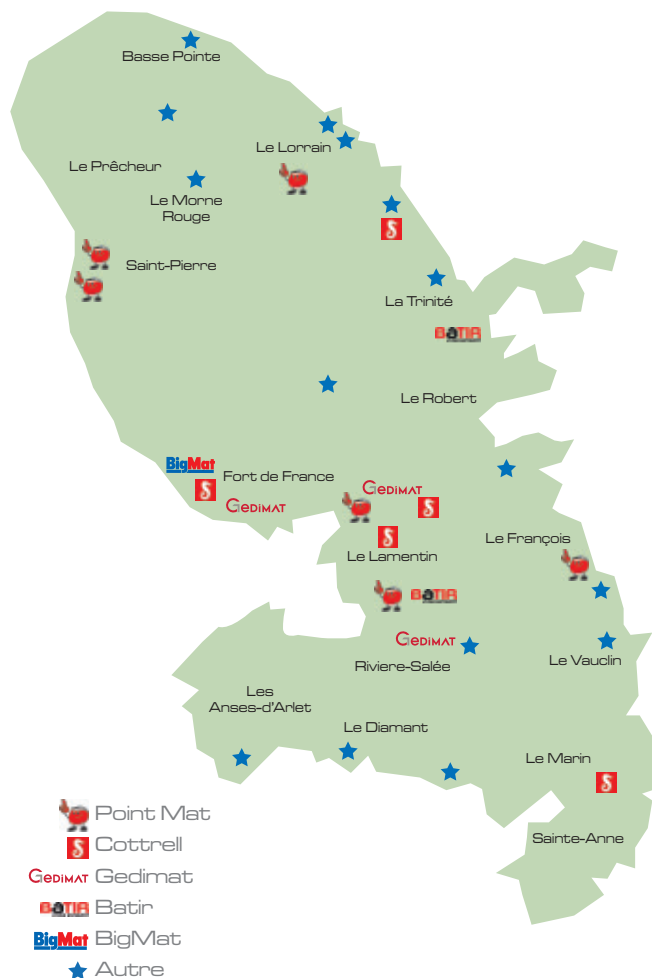 Basse Pointe
Le Lorrain
Le Prêcheur
Le Morne
Rouge
Saint-Pierre
La Trinité
BATIR
Le Robert
BigMat
Fort de France
GEDIMAT
GEDIMAT
Le François
Le Lamentin
BATIR
GEDIMAT
Riviere-Salée
Le Vauclin
Les
Anses-d'Arlet
Le Diamant
Le Marin
Sainte-Anne
Point Mat
Cottrell
GEDIMAT Gedimat
BATIR Batir
BigMat BigMat
Autre